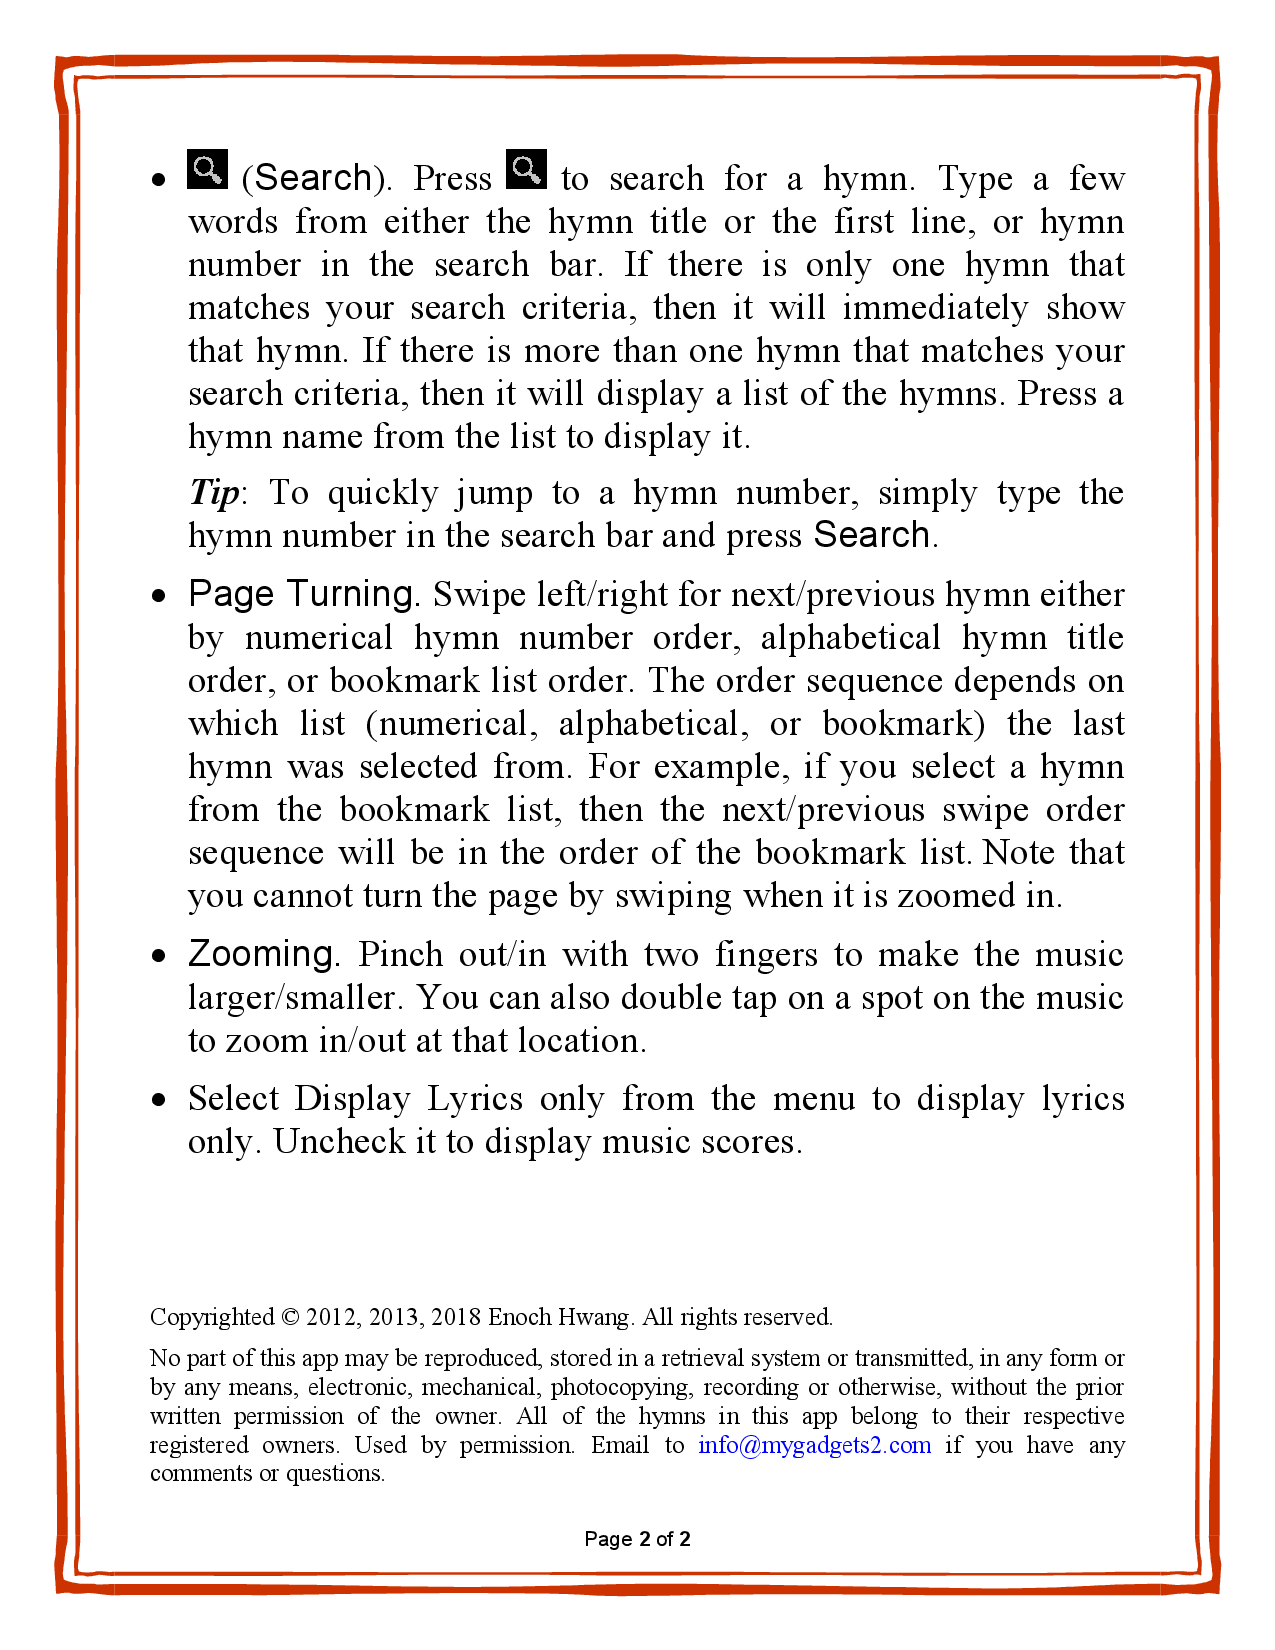 • (Search). Press to search for a hymn. Type a few
words from either the hymn title or the first line, or hymn
number in the search bar. If there is only one hymn that
matches your search criteria, then it will immediately show
that hymn. If there is more than one hymn that matches your
search criteria, then it will display a list of the hymns. Press a
hymn name from the list to display it.
Tip: To quickly jump to a hymn number, simply type the
hymn number in the search bar and press Search.
• Page Turning. Swipe left/right for next/previous hymn either
by numerical hymn number order, alphabetical hymn title
order, or bookmark list order. The order sequence depends on
which list (numerical, alphabetical, or bookmark) the last
hymn was selected from. For example, if you select a hymn
from the bookmark list, then the next/previous swipe order
sequence will be in the order of the bookmark list. Note that
you cannot turn the page by swiping when it is zoomed in.
• Zooming. Pinch out/in with two fingers to make the music
larger/smaller. You can also double tap on a spot on the music
to zoom in/out at that location.
• Select Display Lyrics only from the menu to display lyrics
only. Uncheck it to display music scores.
Copyrighted © 2012, 2013, 2018 Enoch Hwang. All rights reserved.
No part of this app may be reproduced, stored in a retrieval system or transmitted, in any form or
by any means, electronic, mechanical, photocopying, recording or otherwise, without the prior
written permission of the owner. All of the hymns in this app belong to their respective
registered owners. Used by permission. Email to info@mygadgets2.com if you have any
comments or questions.
Page 2 of 2